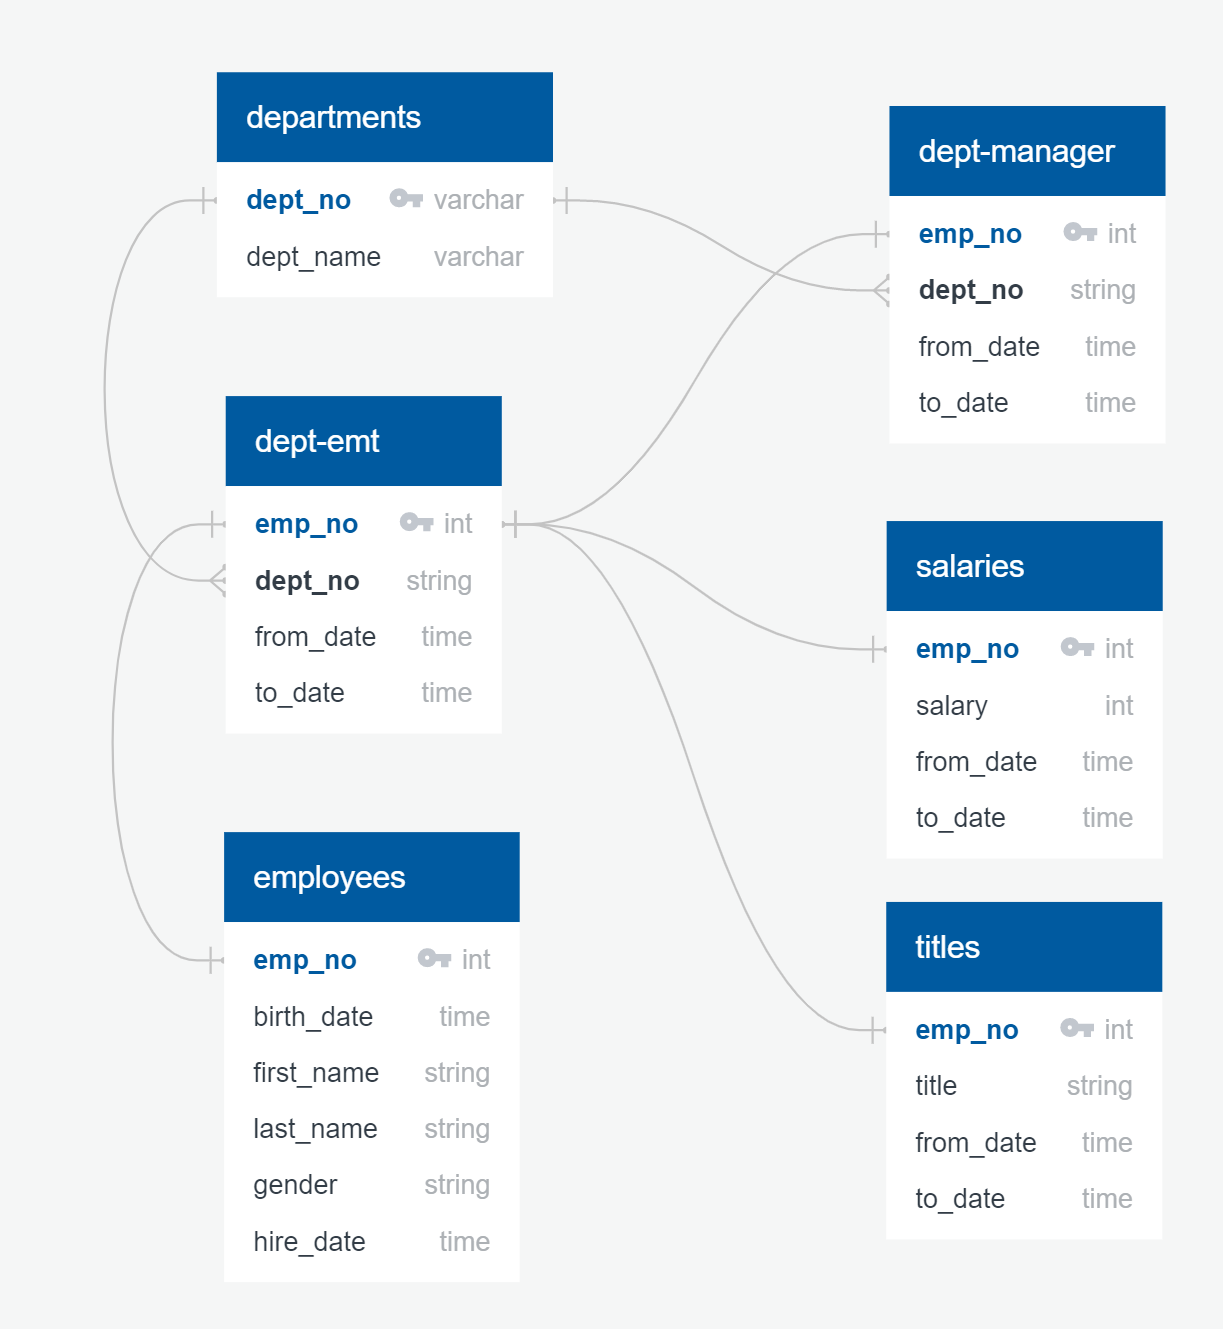 departments
dept_no varchar
dept_name varchar
dept-manager
emp_no int
dept_no string
from_date time
to_date time
dept-emt
emp_no int
dept_no string
from_date time
to_date time
salaries
emp_no int
salary int
from_date time
to_date time
employees
emp_no int
birth_date time
first_name string
last_name string
gender string
hire_date time
titles
emp_no int
title string
from_date time
to_date time